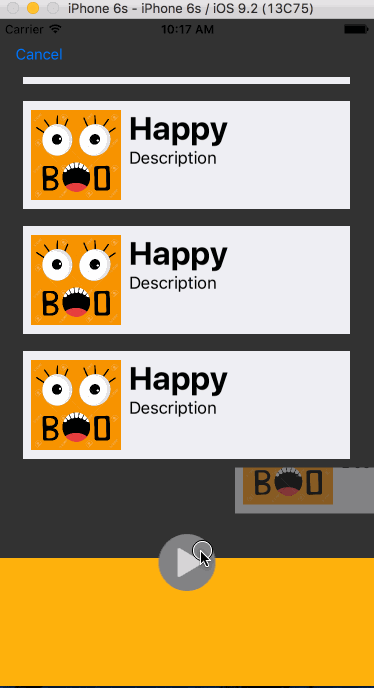 iPhone 6s - iPhone 6s / iOS 9.2 (13C75)
Carrier 10:17 AM
Cancel
Happy
Description
BOO
Happy
Description
BOO
Happy
Description
BOO
BOO